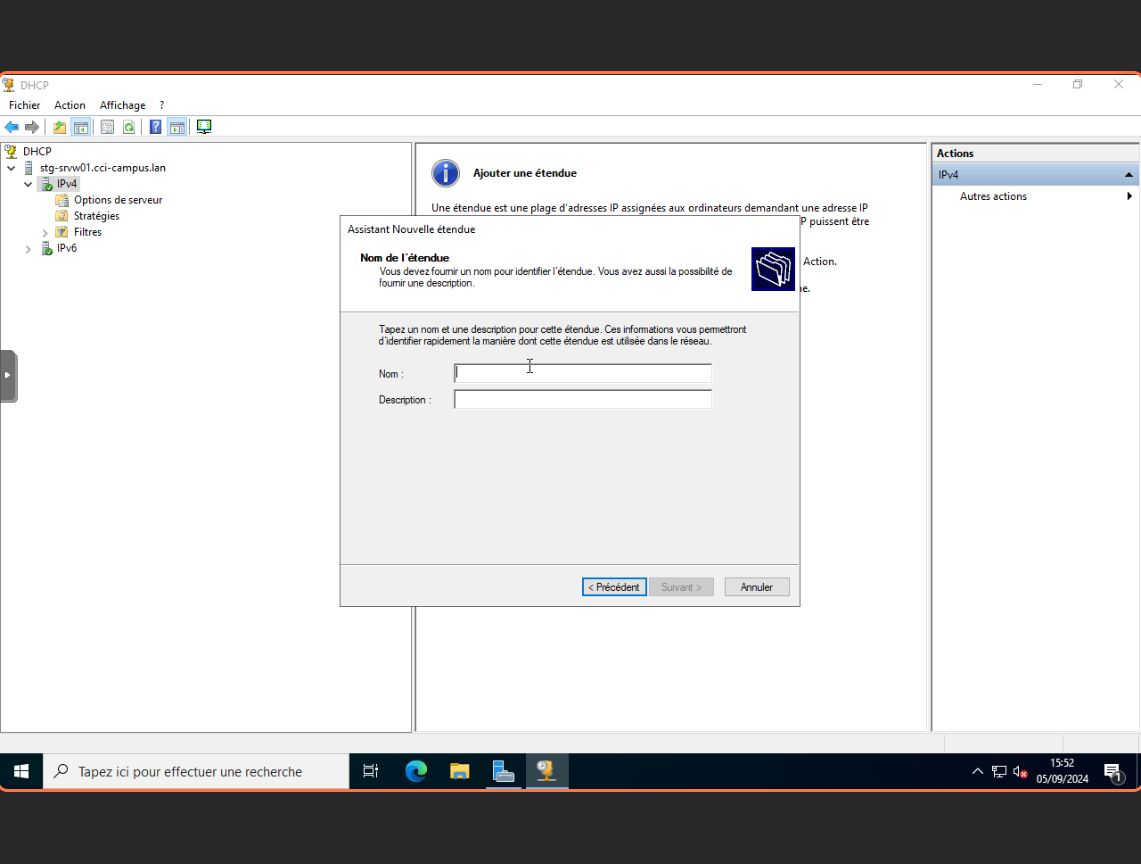 DHCP
Fichier Action Affichage ?
DHCP
stg-srvw01.cci-campus.lan
IPv4
Options de serveur
Stratégies
Filtres
IPv6
Ajouter une étendue
Une étendue est une plage d'adresses IP assignées aux ordinateurs demandant une adresse IP
P puissent être
Action.
ne.
Assistant Nouvelle étendue
Nom de l'étendue
Vous devez fournir un nom pour identifier l'étendue. Vous avez aussi la possibilité de
fournir une description.
Tapez un nom et une description pour cette étendue. Ces informations vous permettront
d'identifier rapidement la manière dont cette étendue est utilisée dans le réseau.
Nom :
Description :
< Précédent Suivant > Annuler
Actions
IPv4
Autres actions
Tapez ici pour effectuer une recherche
15:52
05/09/2024
1